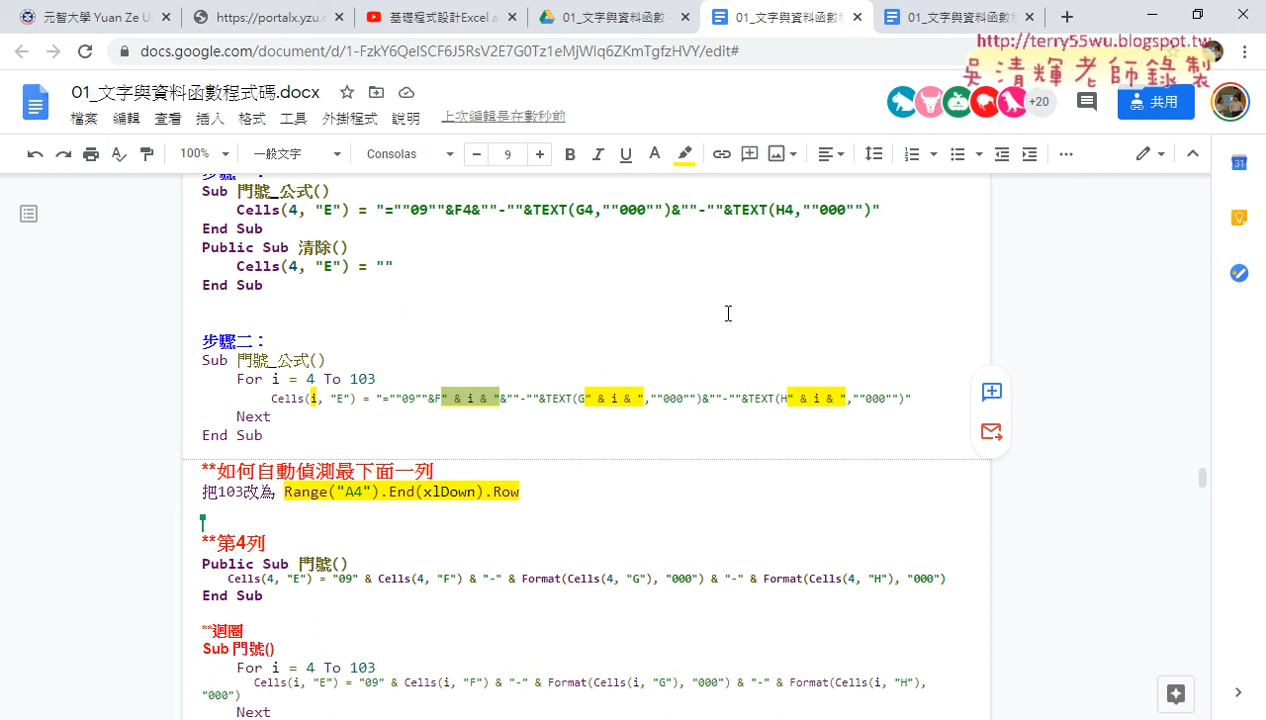 元智大學 Yuan Ze U
https://portalx.yzu.e
基礎程式設計Excel a
01_文字與資料函數
01_文字與資料函數程式
01_文字與資料函數程式
docs.google.com/document/d/1-FzkY6QelSCF6J5RsV2E7G0Tz1eMjWlq6ZKmTgfzHVY/edit#
http://terry55wu.blogspot.tw
吳清輝老師錄製
01_文字與資料函數程式碼.docx
+20
共用
檔案 編輯 查看 插入 格式 工具 外掛程式 說明 上次編輯是在數秒前
100% 一般文字 Consolas 9
Sub 門號_公式()
Cells(4, "E") = "=""09""&F4&""-""&TEXT(G4,""000"")&""-""&TEXT(H4,""000"")"
End Sub
Public Sub 清除()
Cells(4, "E") = ""
End Sub
步驟二：
Sub 門號_公式()
For i = 4 To 103
Cells(i, "E") = "=""09""&F" & i & "&""-""&TEXT(G" & i & ",""000"")&""-""&TEXT(H" & i & ",""000"")"
Next
End Sub
**如何自動偵測最下面一列
把103改為 Range("A4").End(xlDown).Row
**第4列
Public Sub 門號()
Cells(4, "E") = "09" & Cells(4, "F") & "-" & Format(Cells(4, "G"), "000") & "-" & Format(Cells(4, "H"), "000")
End Sub
**迴圈
Sub 門號()
For i = 4 To 103
Cells(i, "E") = "09" & Cells(i, "F") & "-" & Format(Cells(i, "G"), "000") & "-" & Format(Cells(i, "H"),
"000")
Next